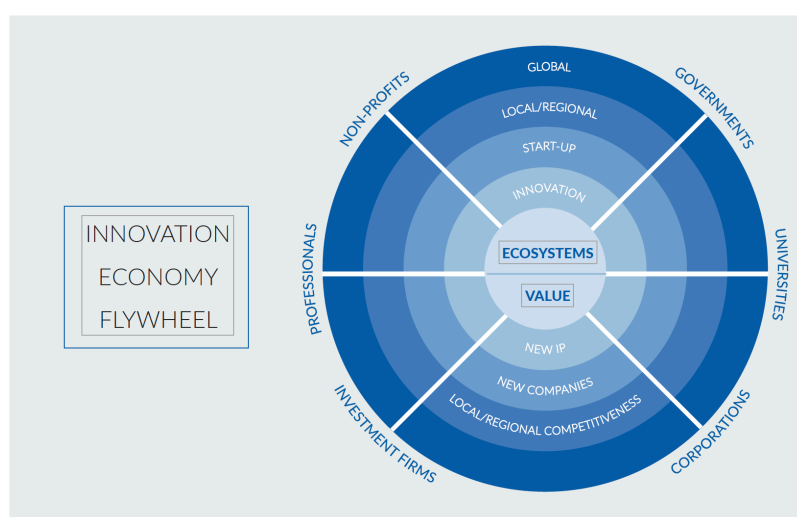 INNOVATION
ECONOMY
FLYWHEEL
GLOBAL
LOCAL/REGIONAL
START-UP
INNOVATION
ECOSYSTEMS
VALUE
NEW IP
NEW COMPANIES
LOCAL/REGIONAL COMPETITIVENESS
NON-PROFITS
GOVERNMENTS
UNIVERSITIES
CORPORATIONS
INVESTMENT FIRMS
PROFESSIONALS